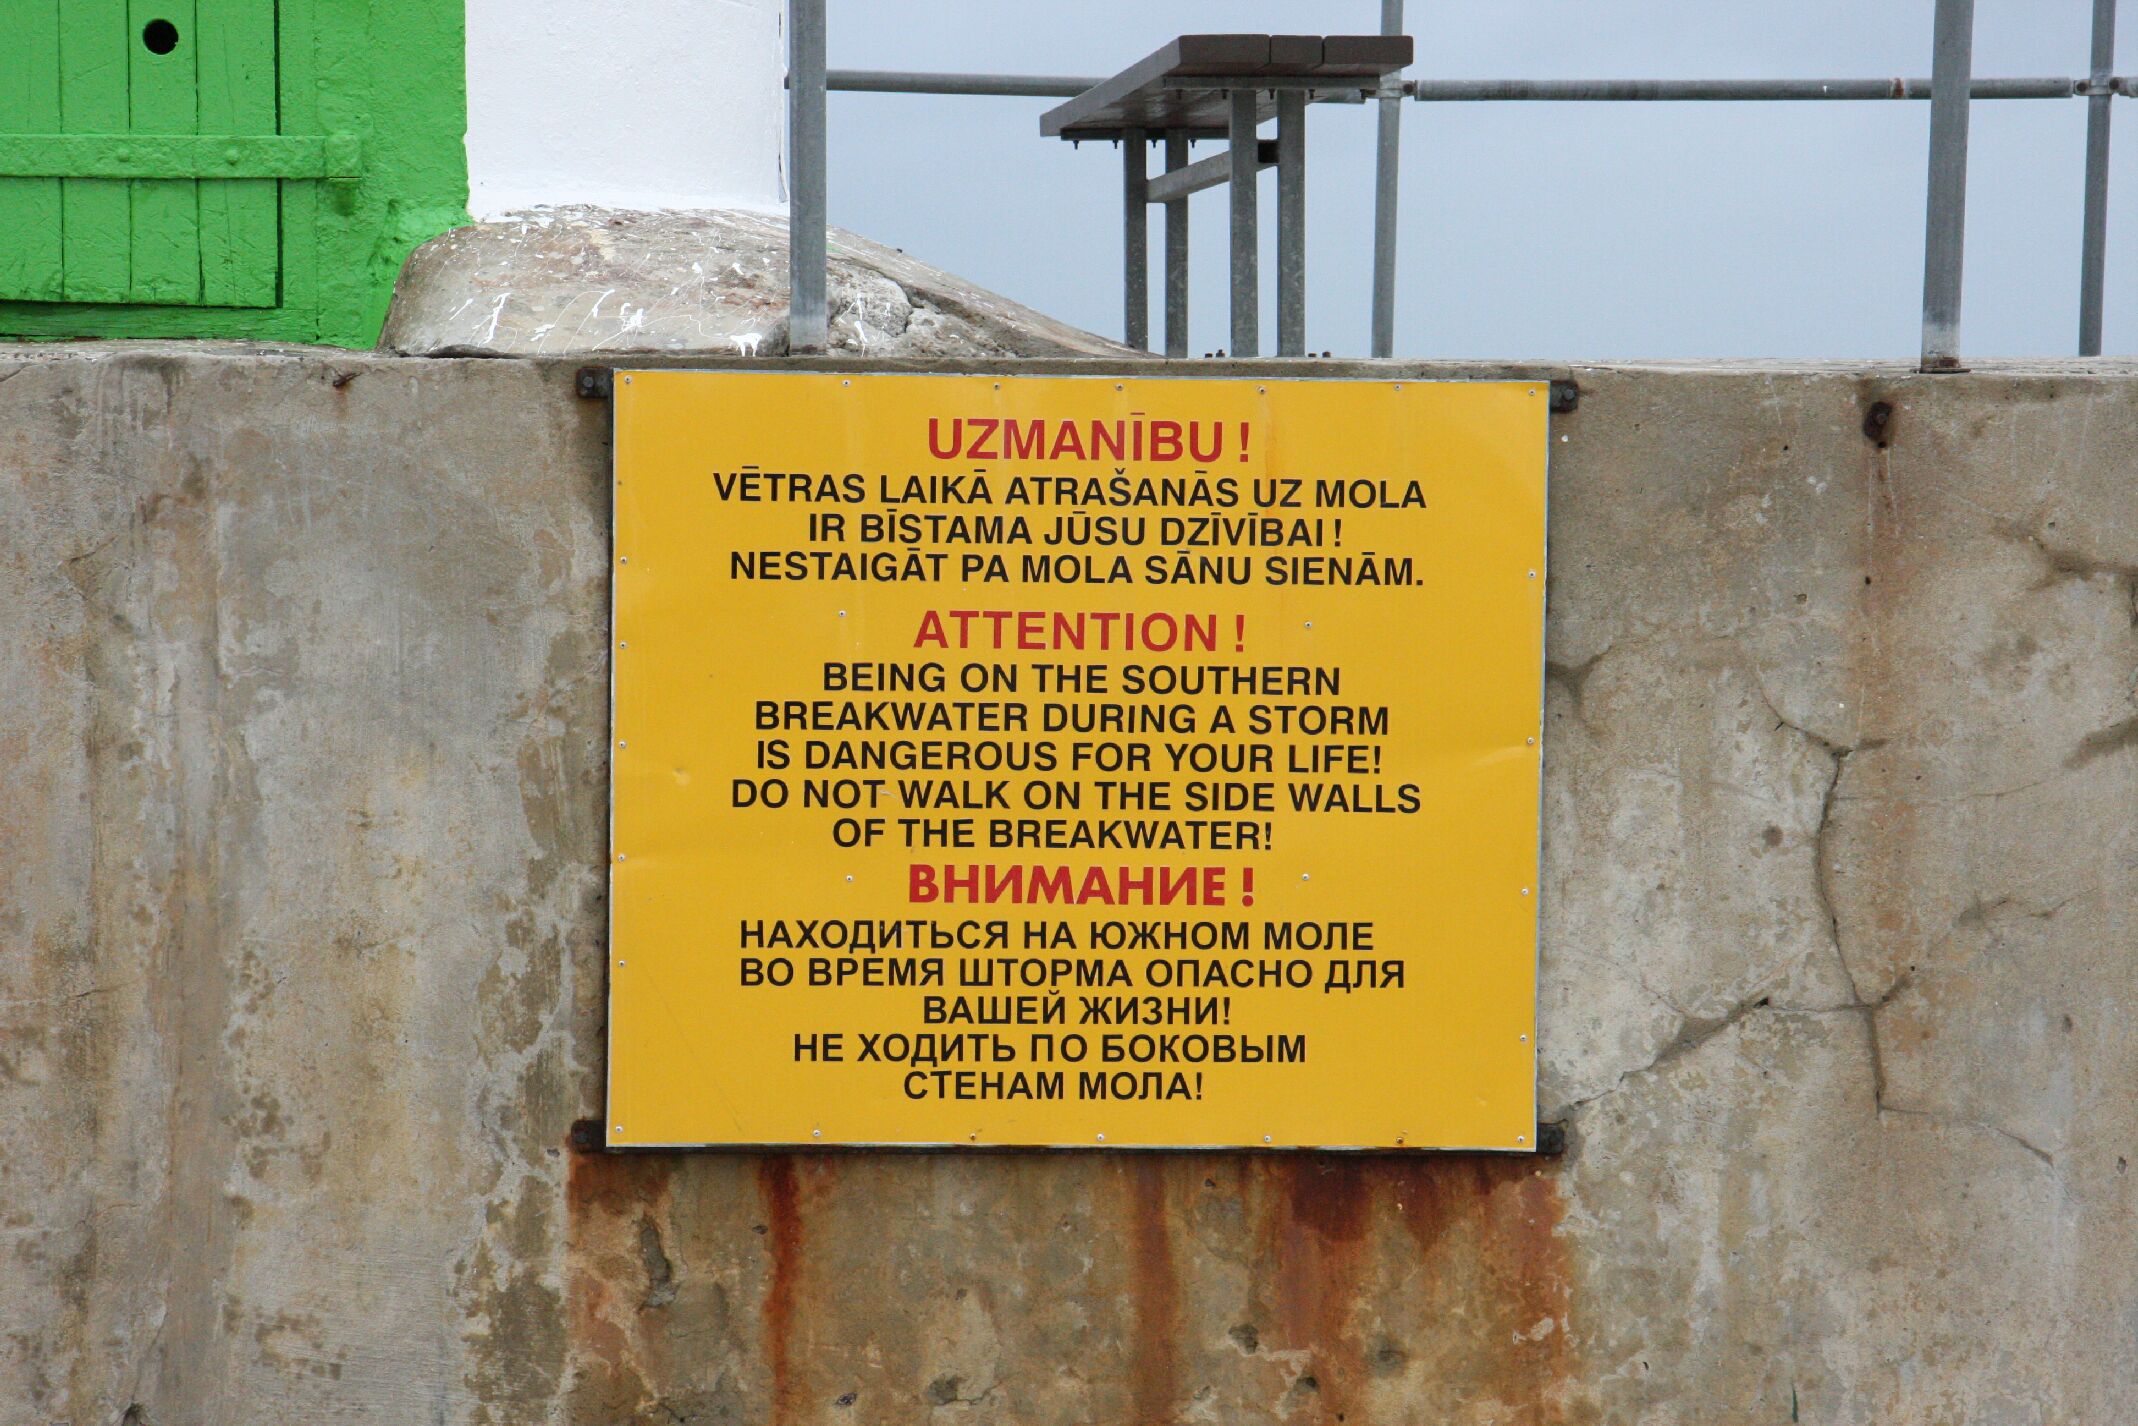 UZMANĪBU !
VĒTRAS LAIKĀ ATRAŠANĀS UZ MOLA
IR BĪSTAMA JŪSU DZĪVĪBAI !
NESTAIGĀT PA MOLA SĀNU SIENĀM.
ATTENTION !
BEING ON THE SOUTHERN
BREAKWATER DURING A STORM
IS DANGEROUS FOR YOUR LIFE!
DO NOT WALK ON THE SIDE WALLS
OF THE BREAKWATER!
ВНИМАНИЕ !
НАХОДИТЬСЯ НА ЮЖНОМ МОЛЕ
ВО ВРЕМЯ ШТОРМА ОПАСНО ДЛЯ
ВАШЕЙ ЖИЗНИ!
НЕ ХОДИТЬ ПО БОКОВЫМ
СТЕНАМ МОЛА!